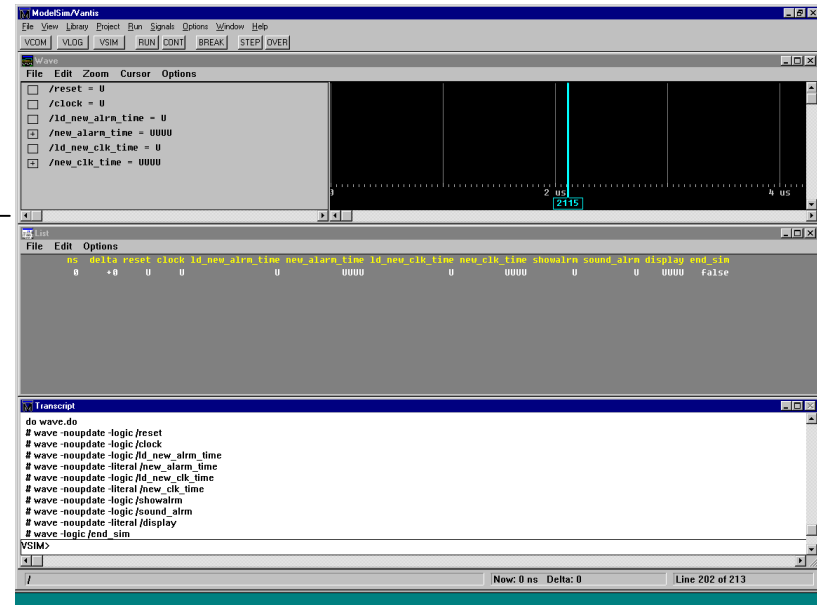 ModelSim/Vantis
File View Library Project Run Signals Options Window Help
VCOM VLOG VSIM RUN CONT BREAK STEP OVER
Wave
File Edit Zoom Cursor Options
/reset = U
/clock = U
/ld_new_alrm_time = U
/new_alarm_time = UUUU
/ld_new_clk_time = U
/new_clk_time = UUUU
2 us 4 us
2115
List
File Edit Options
ns delta reset clock ld_new_alrm_time new_alarm_time ld_new_clk_time new_clk_time showalrm sound_alrm display end_sim
0 +0 U U U UUUU U UUUU U U UUUU false
Transcript
do wave.do
# wave -noupdate -logic /reset
# wave -noupdate -logic /clock
# wave -noupdate -logic /ld_new_alrm_time
# wave -noupdate -literal /new_alarm_time
# wave -noupdate -logic /ld_new_clk_time
# wave -noupdate -literal /new_clk_time
# wave -noupdate -logic /showalrm
# wave -noupdate -logic /sound_alrm
# wave -noupdate -literal /display
# wave -logic /end_sim
VSIM>
/ Now: 0 ns Delta: 0 Line 202 of 213